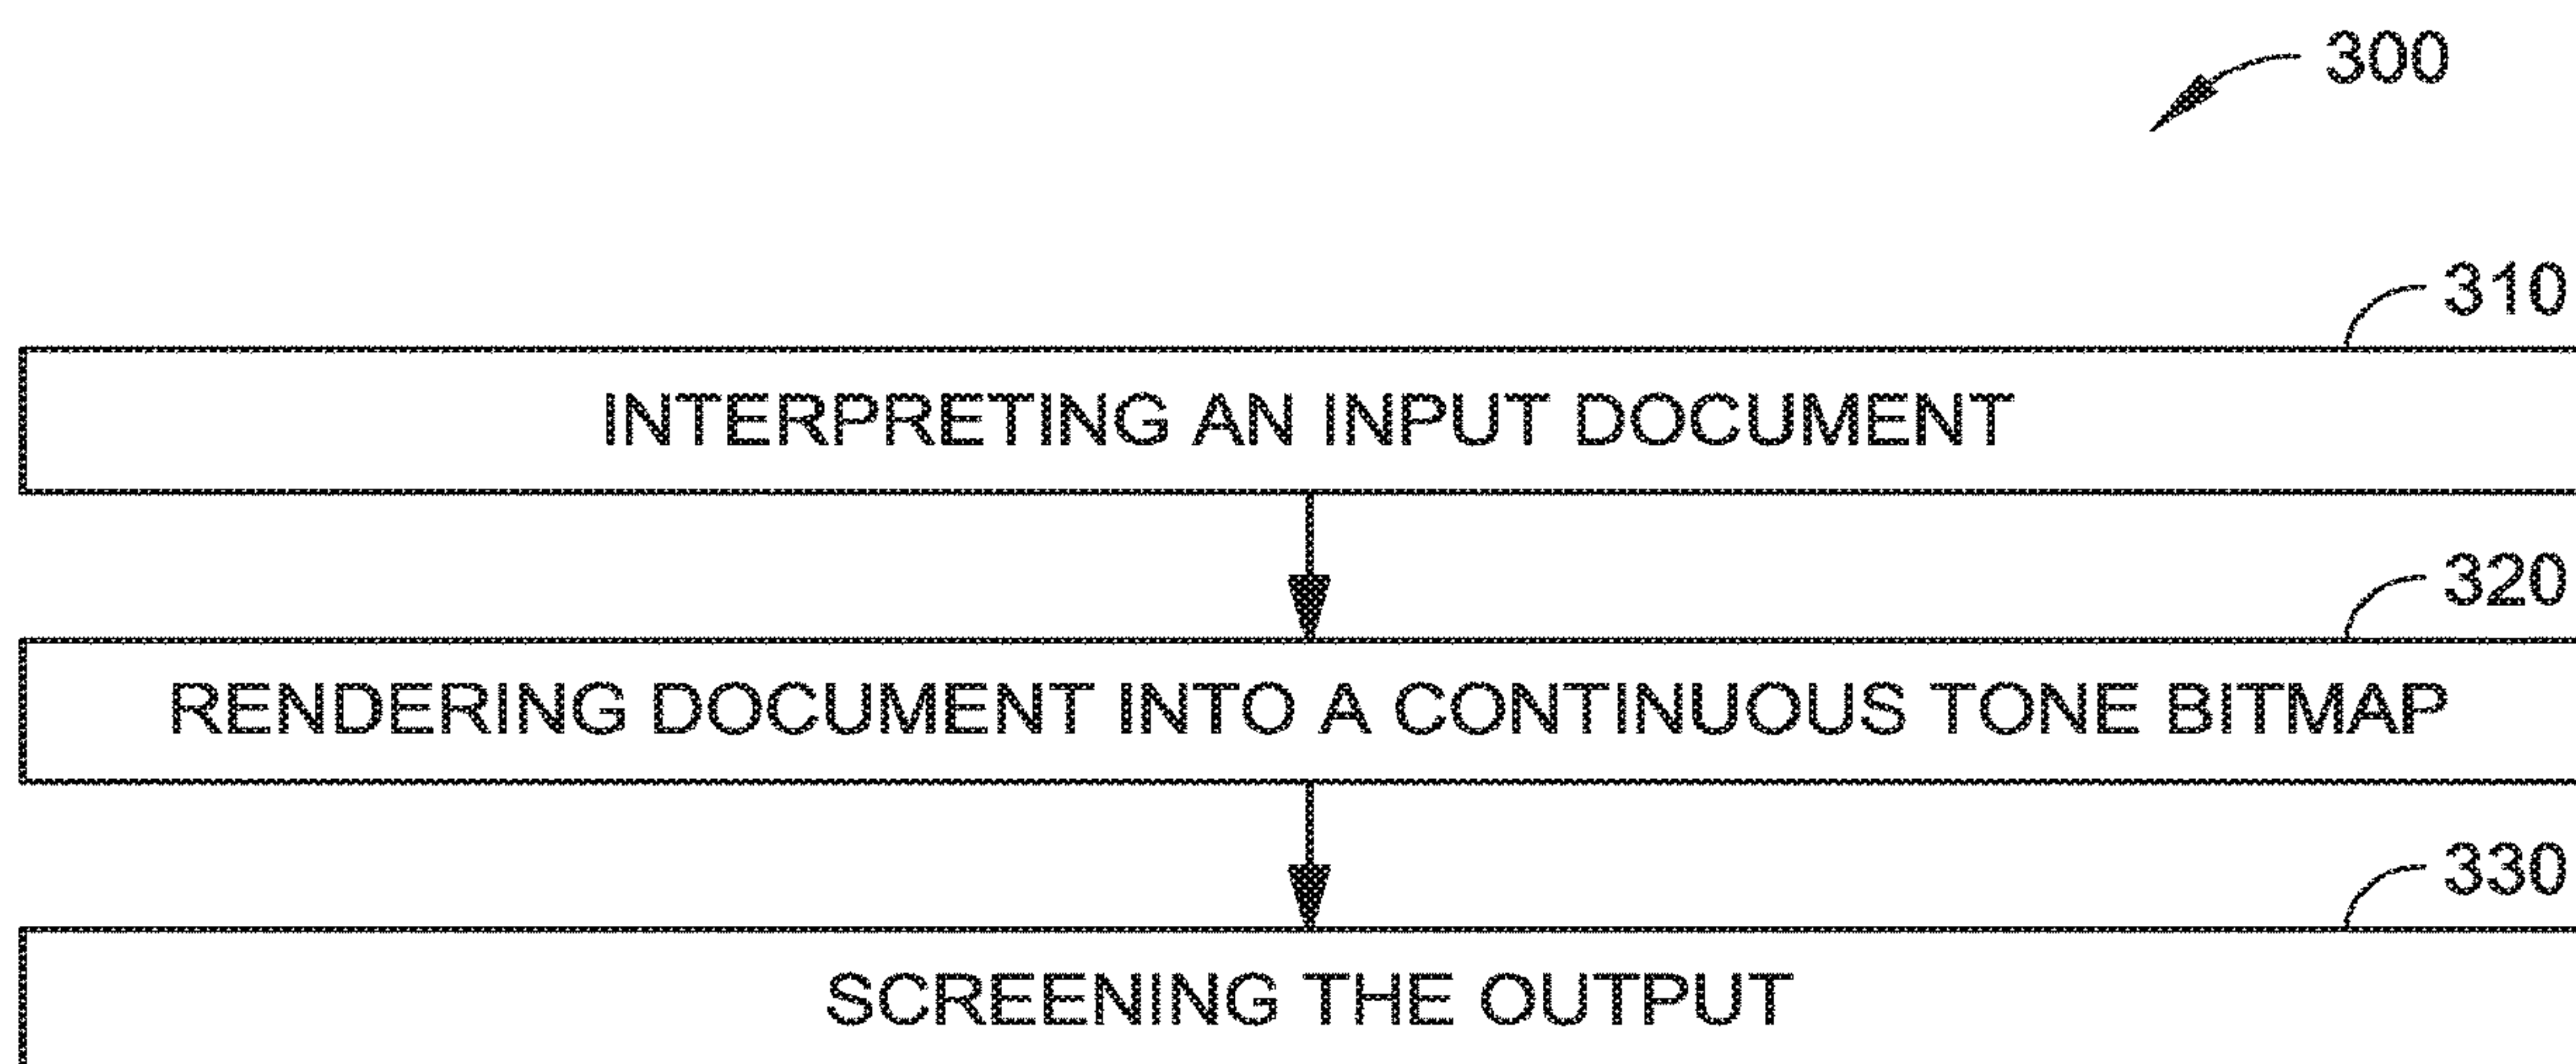 300
310
INTERPRETING AN INPUT DOCUMENT
320
RENDERING DOCUMENT INTO A CONTINUOUS TONE BITMAP
330
SCREENING THE OUTPUT